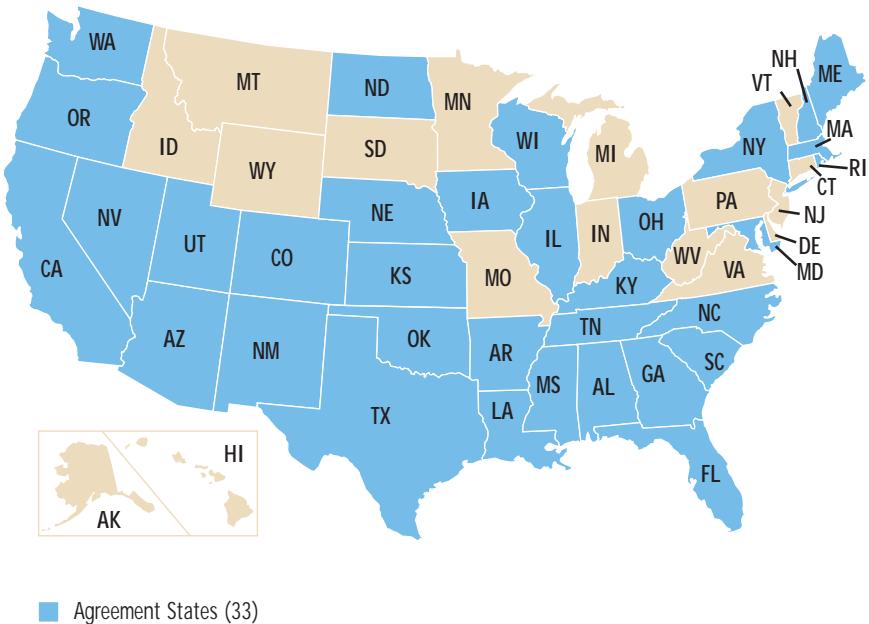 WA
NH
ME
MT
ND
VT
MN
OR
MA
ID
WI
NY
SD
MI
RI
WY
CT
PA
IA
NE
NJ
NV
OH
IL
IN
UT
DE
CO
WV
VA
CA
MD
KS
MO
KY
NC
TN
AZ
OK
NM
AR
SC
GA
MS
AL
LA
TX
HI
FL
AK
Agreement States (33)